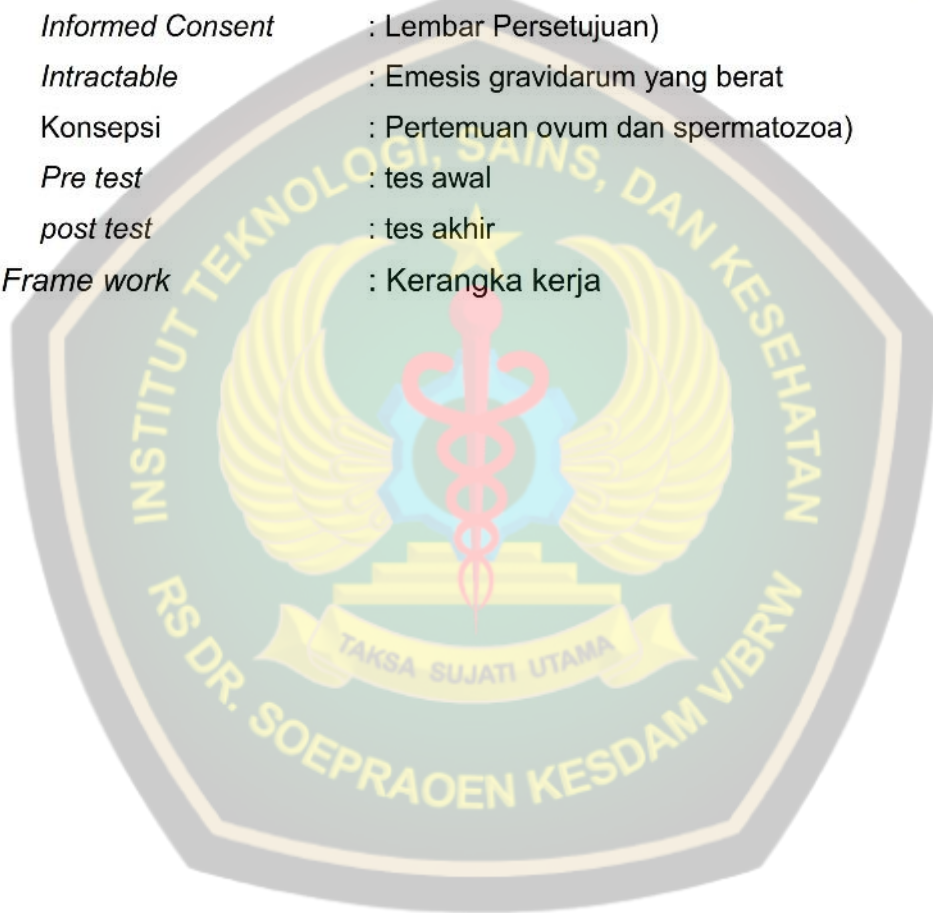 Informed Consent : Lembar Persetujuan)
Intractable : Emesis gravidarum yang berat
Konsepsi : Pertemuan ovum dan spermatozoa)
Pre test : tes awal
post test : tes akhir
Frame work : Kerangka kerja
INSTITUT TEKNOLOGI, SAINS, DAN KESEHATAN
TAKSA SUJATI UTAMA
RS DR. SOEPRAOEN KESDAM V/BRW